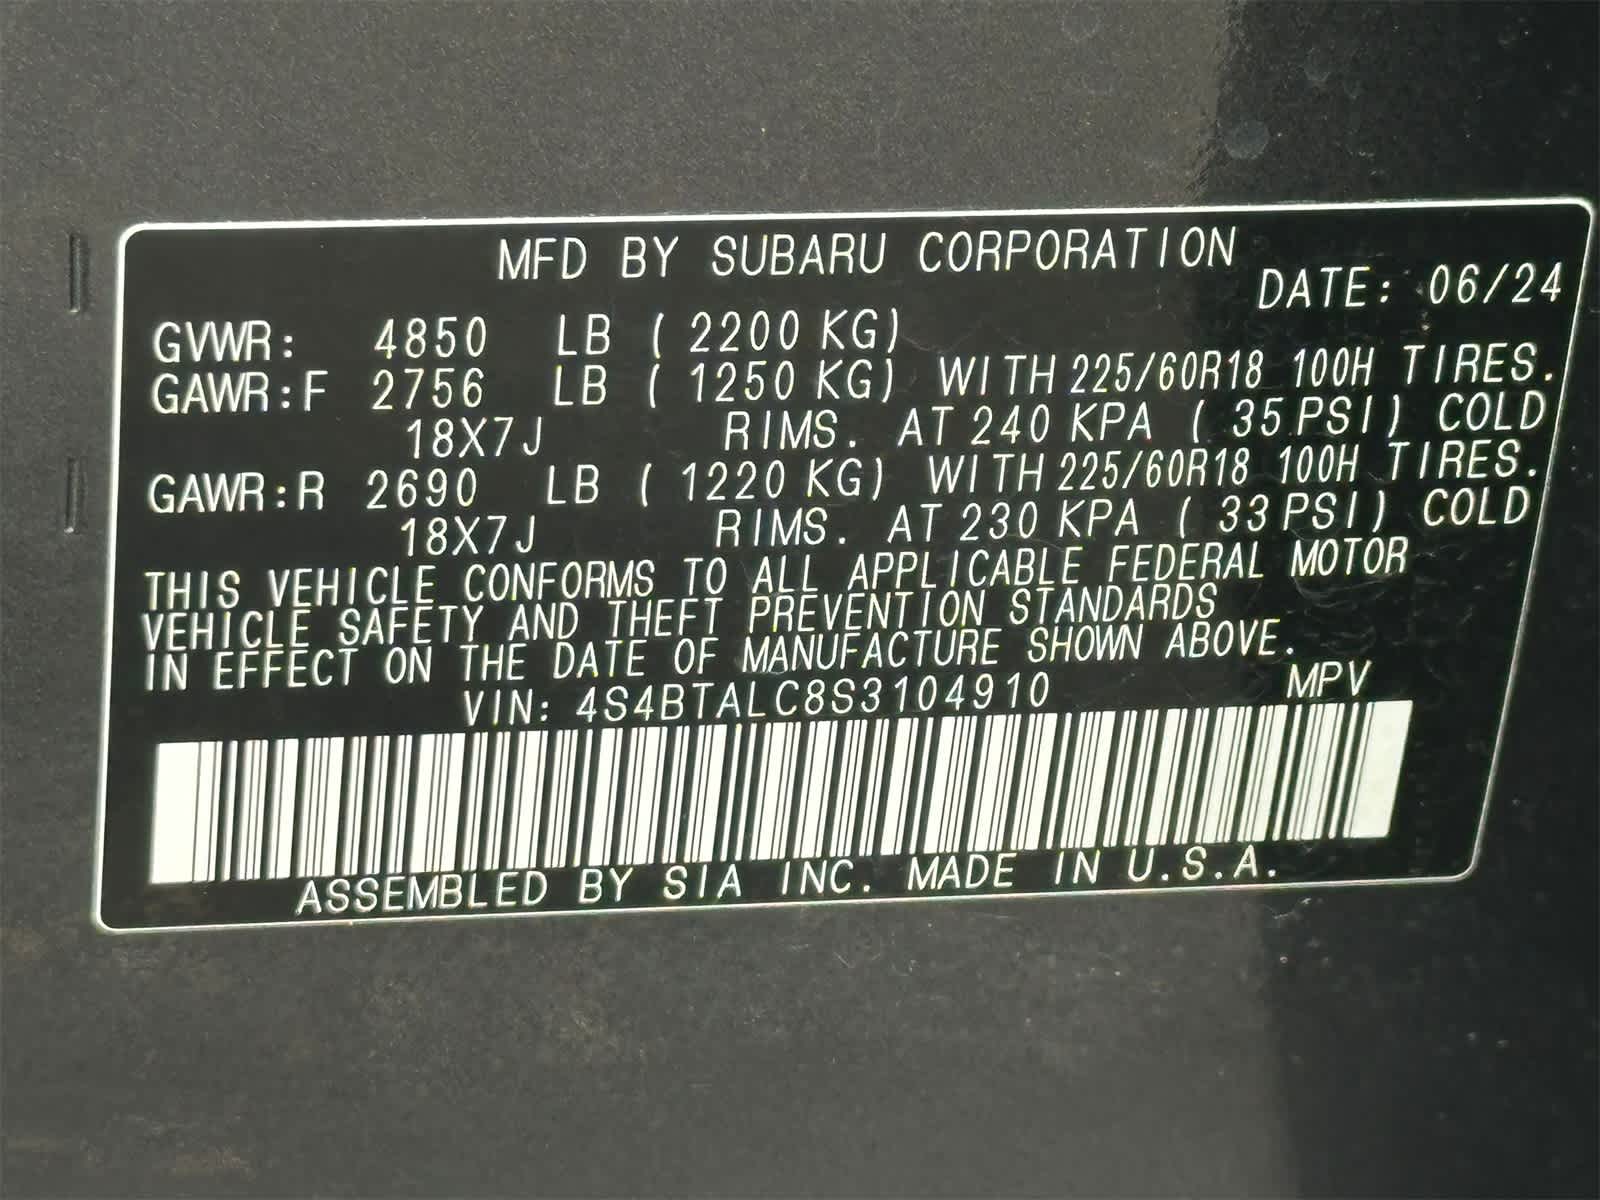 MFD BY SUBARU CORPORATION
DATE: 06/24
GVWR: 4850 LB ( 2200 KG)
GAWR:F 2756 LB ( 1250 KG) WITH 225/60R18 100H TIRES.
18X7J RIMS. AT 240 KPA ( 35 PSI) COLD
GAWR:R 2690 LB ( 1220 KG) WITH 225/60R18 100H TIRES.
18X7J RIMS. AT 230 KPA ( 33 PSI) COLD
THIS VEHICLE CONFORMS TO ALL APPLICABLE FEDERAL MOTOR
VEHICLE SAFETY AND THEFT PREVENTION STANDARDS
IN EFFECT ON THE DATE OF MANUFACTURE SHOWN ABOVE.
VIN: 4S4BTALC8S3104910 MPV
ASSEMBLED BY SIA INC. MADE IN U.S.A.